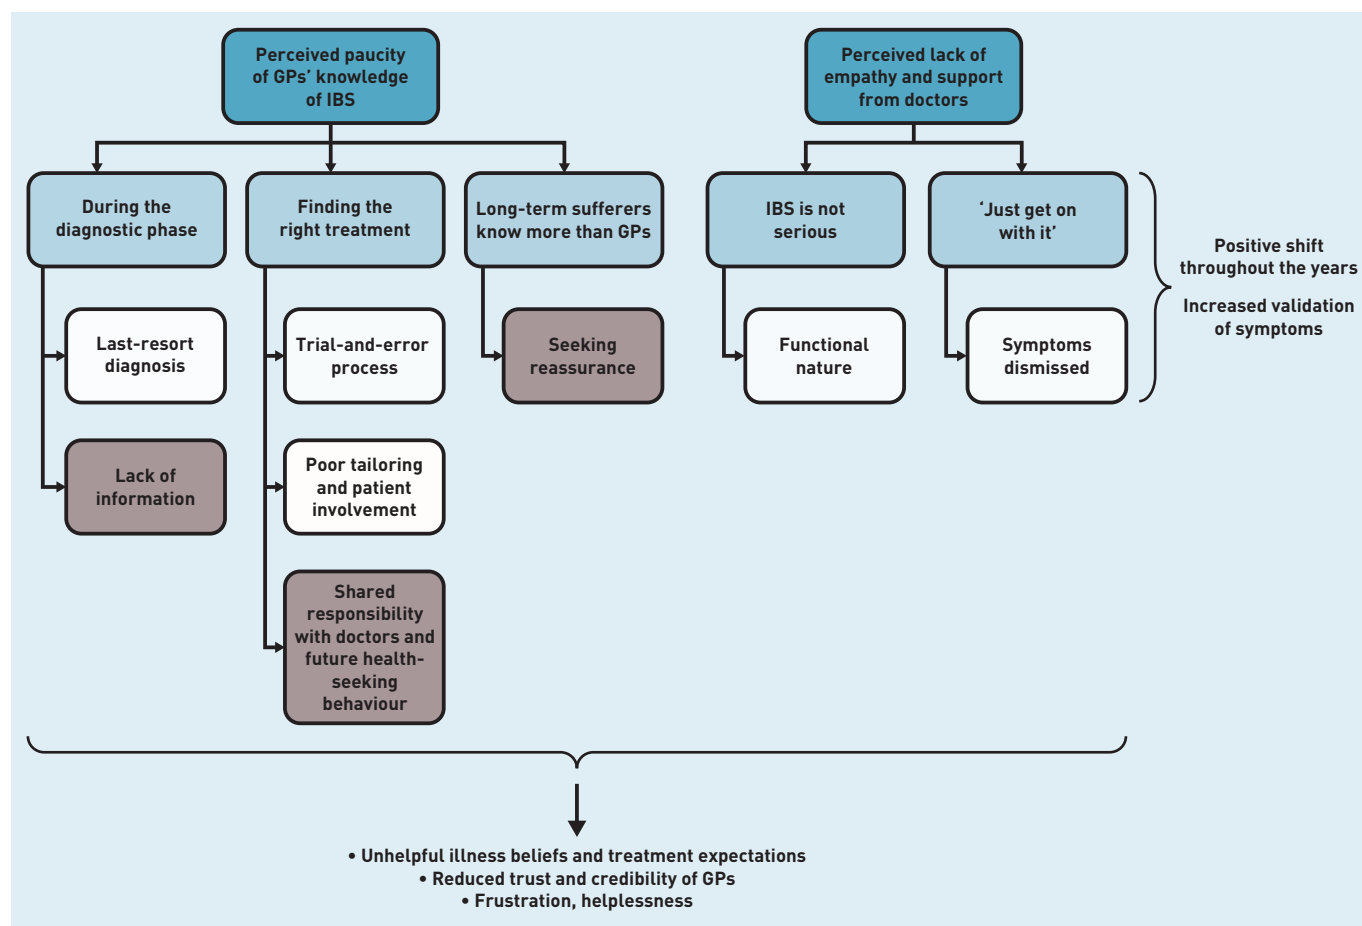 Perceived paucity
of GPs’ knowledge
of IBS
Perceived lack of
empathy and support
from doctors
During the
diagnostic phase
Finding the
right treatment
Long-term sufferers
know more than GPs
IBS is not
serious
‘Just get on
with it’
Positive shift
throughout the years
Increased validation
of symptoms
Last-resort
diagnosis
Trial-and-error
process
Seeking
reassurance
Functional
nature
Symptoms
dismissed
Lack of
information
Poor tailoring
and patient
involvement
Shared
responsibility
with doctors and
future health-
seeking
behaviour
• Unhelpful illness beliefs and treatment expectations
• Reduced trust and credibility of GPs
• Frustration, helplessness